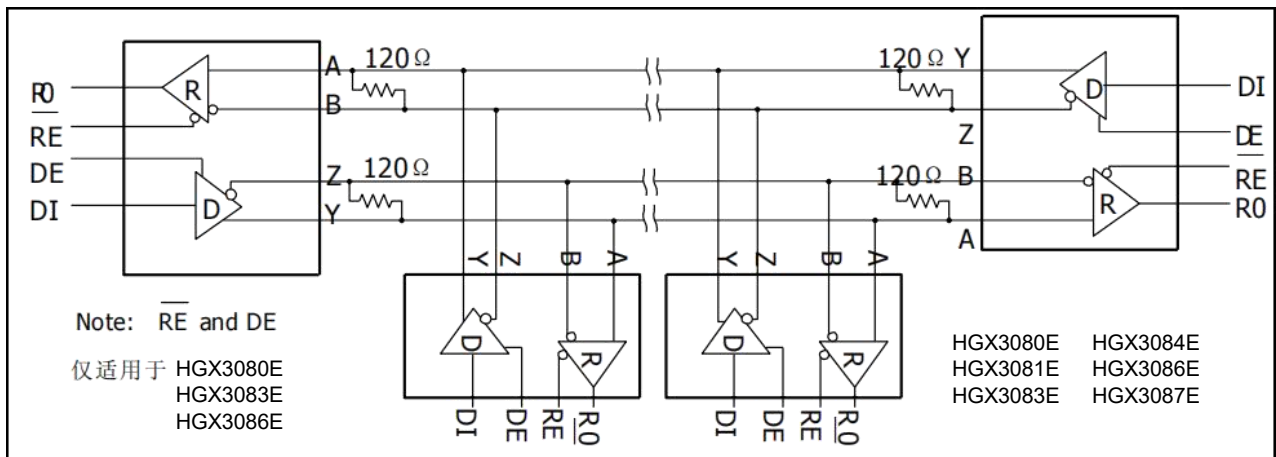 120Ω
A
B
R
R0
RE
DE
DI
Z
120Ω
Y
D
120Ω
Y
Z
D
DI
DE
120Ω
B
A
R
RE
R0
Y
Z
B
A
D
R
DI
DE
RE
R0
Y
Z
B
A
D
R
DI
DE
RE
R0
Note: RE and DE
仅适用于 HGX3080E
HGX3083E
HGX3086E
HGX3080E HGX3084E
HGX3081E HGX3086E
HGX3083E HGX3087E